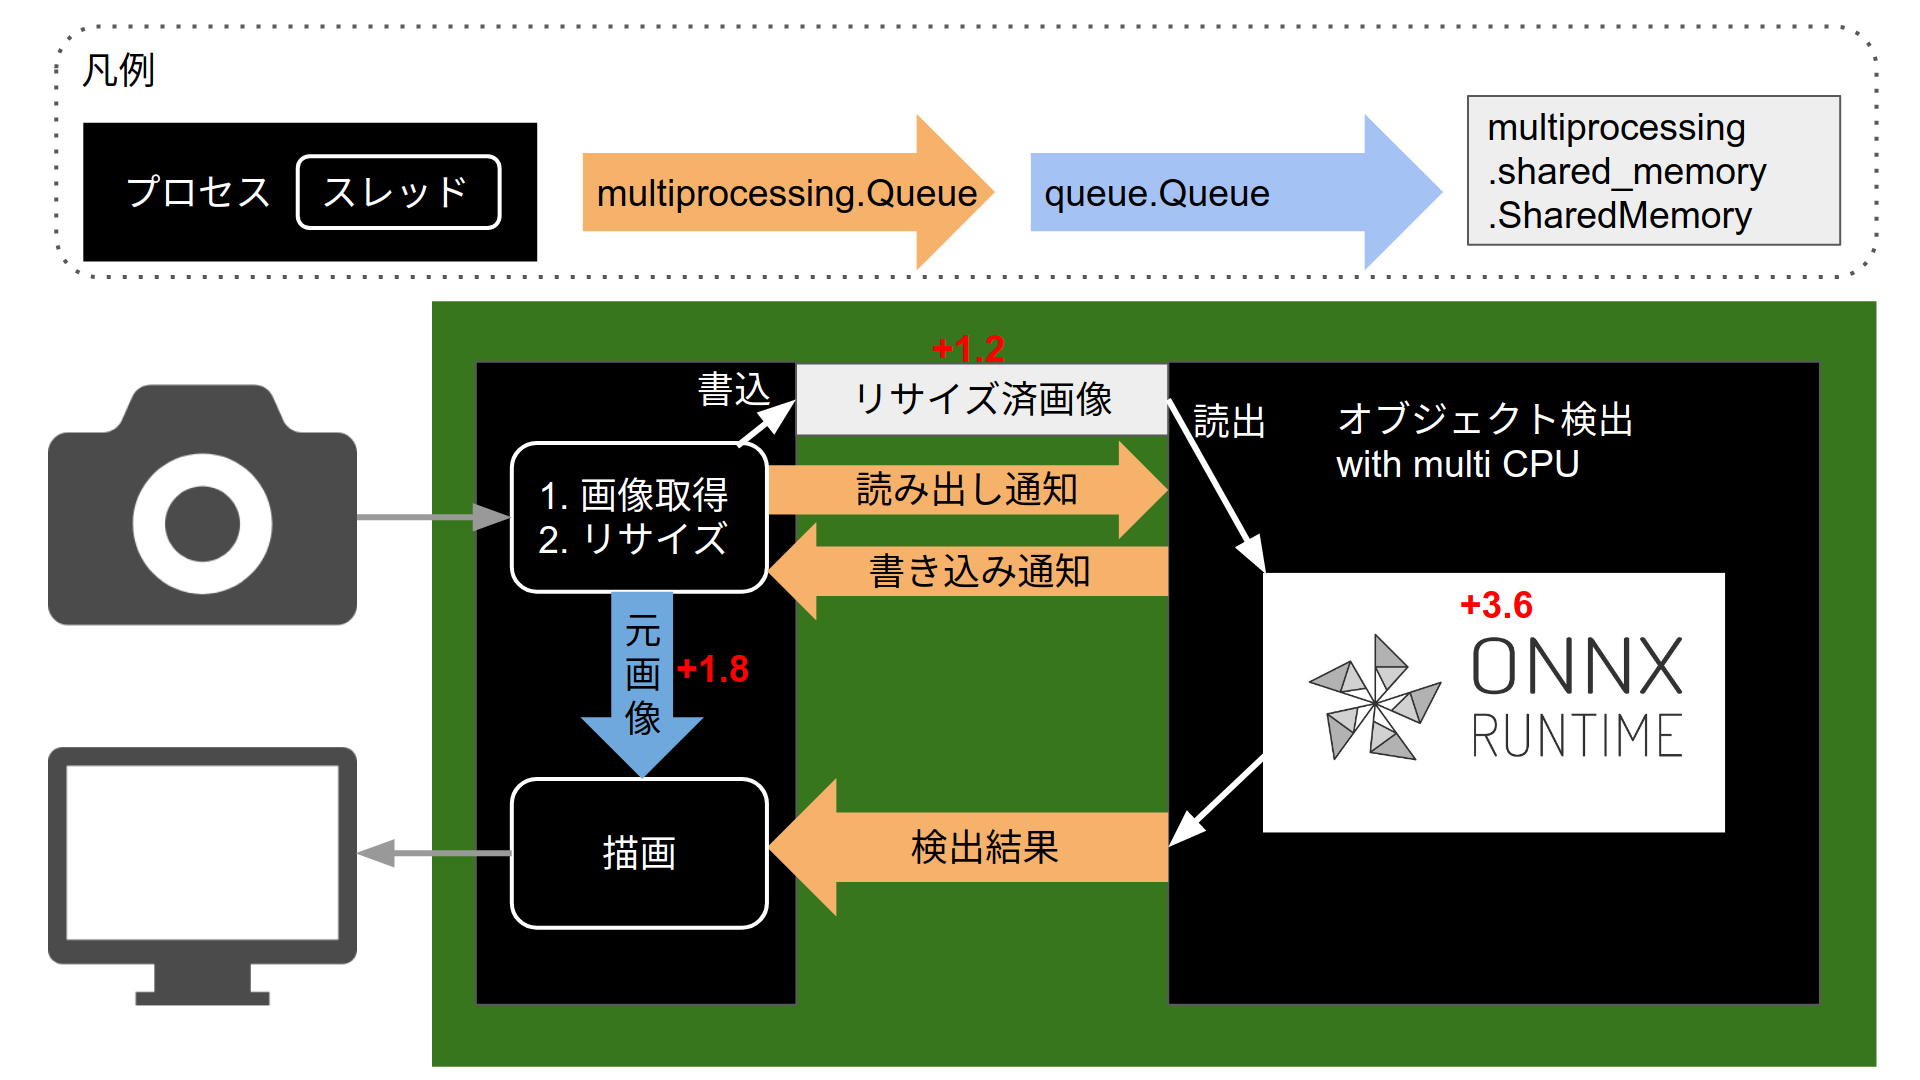 凡例
プロセス
スレッド
multiprocessing.Queue
queue.Queue
multiprocessing
.shared_memory
.SharedMemory
+1.2
書込
リサイズ済画像
読出
オブジェクト検出
with multi CPU
1. 画像取得
2. リサイズ
読み出し通知
書き込み通知
元画像
+1.8
+3.6
ONNX
RUNTIME
描画
検出結果